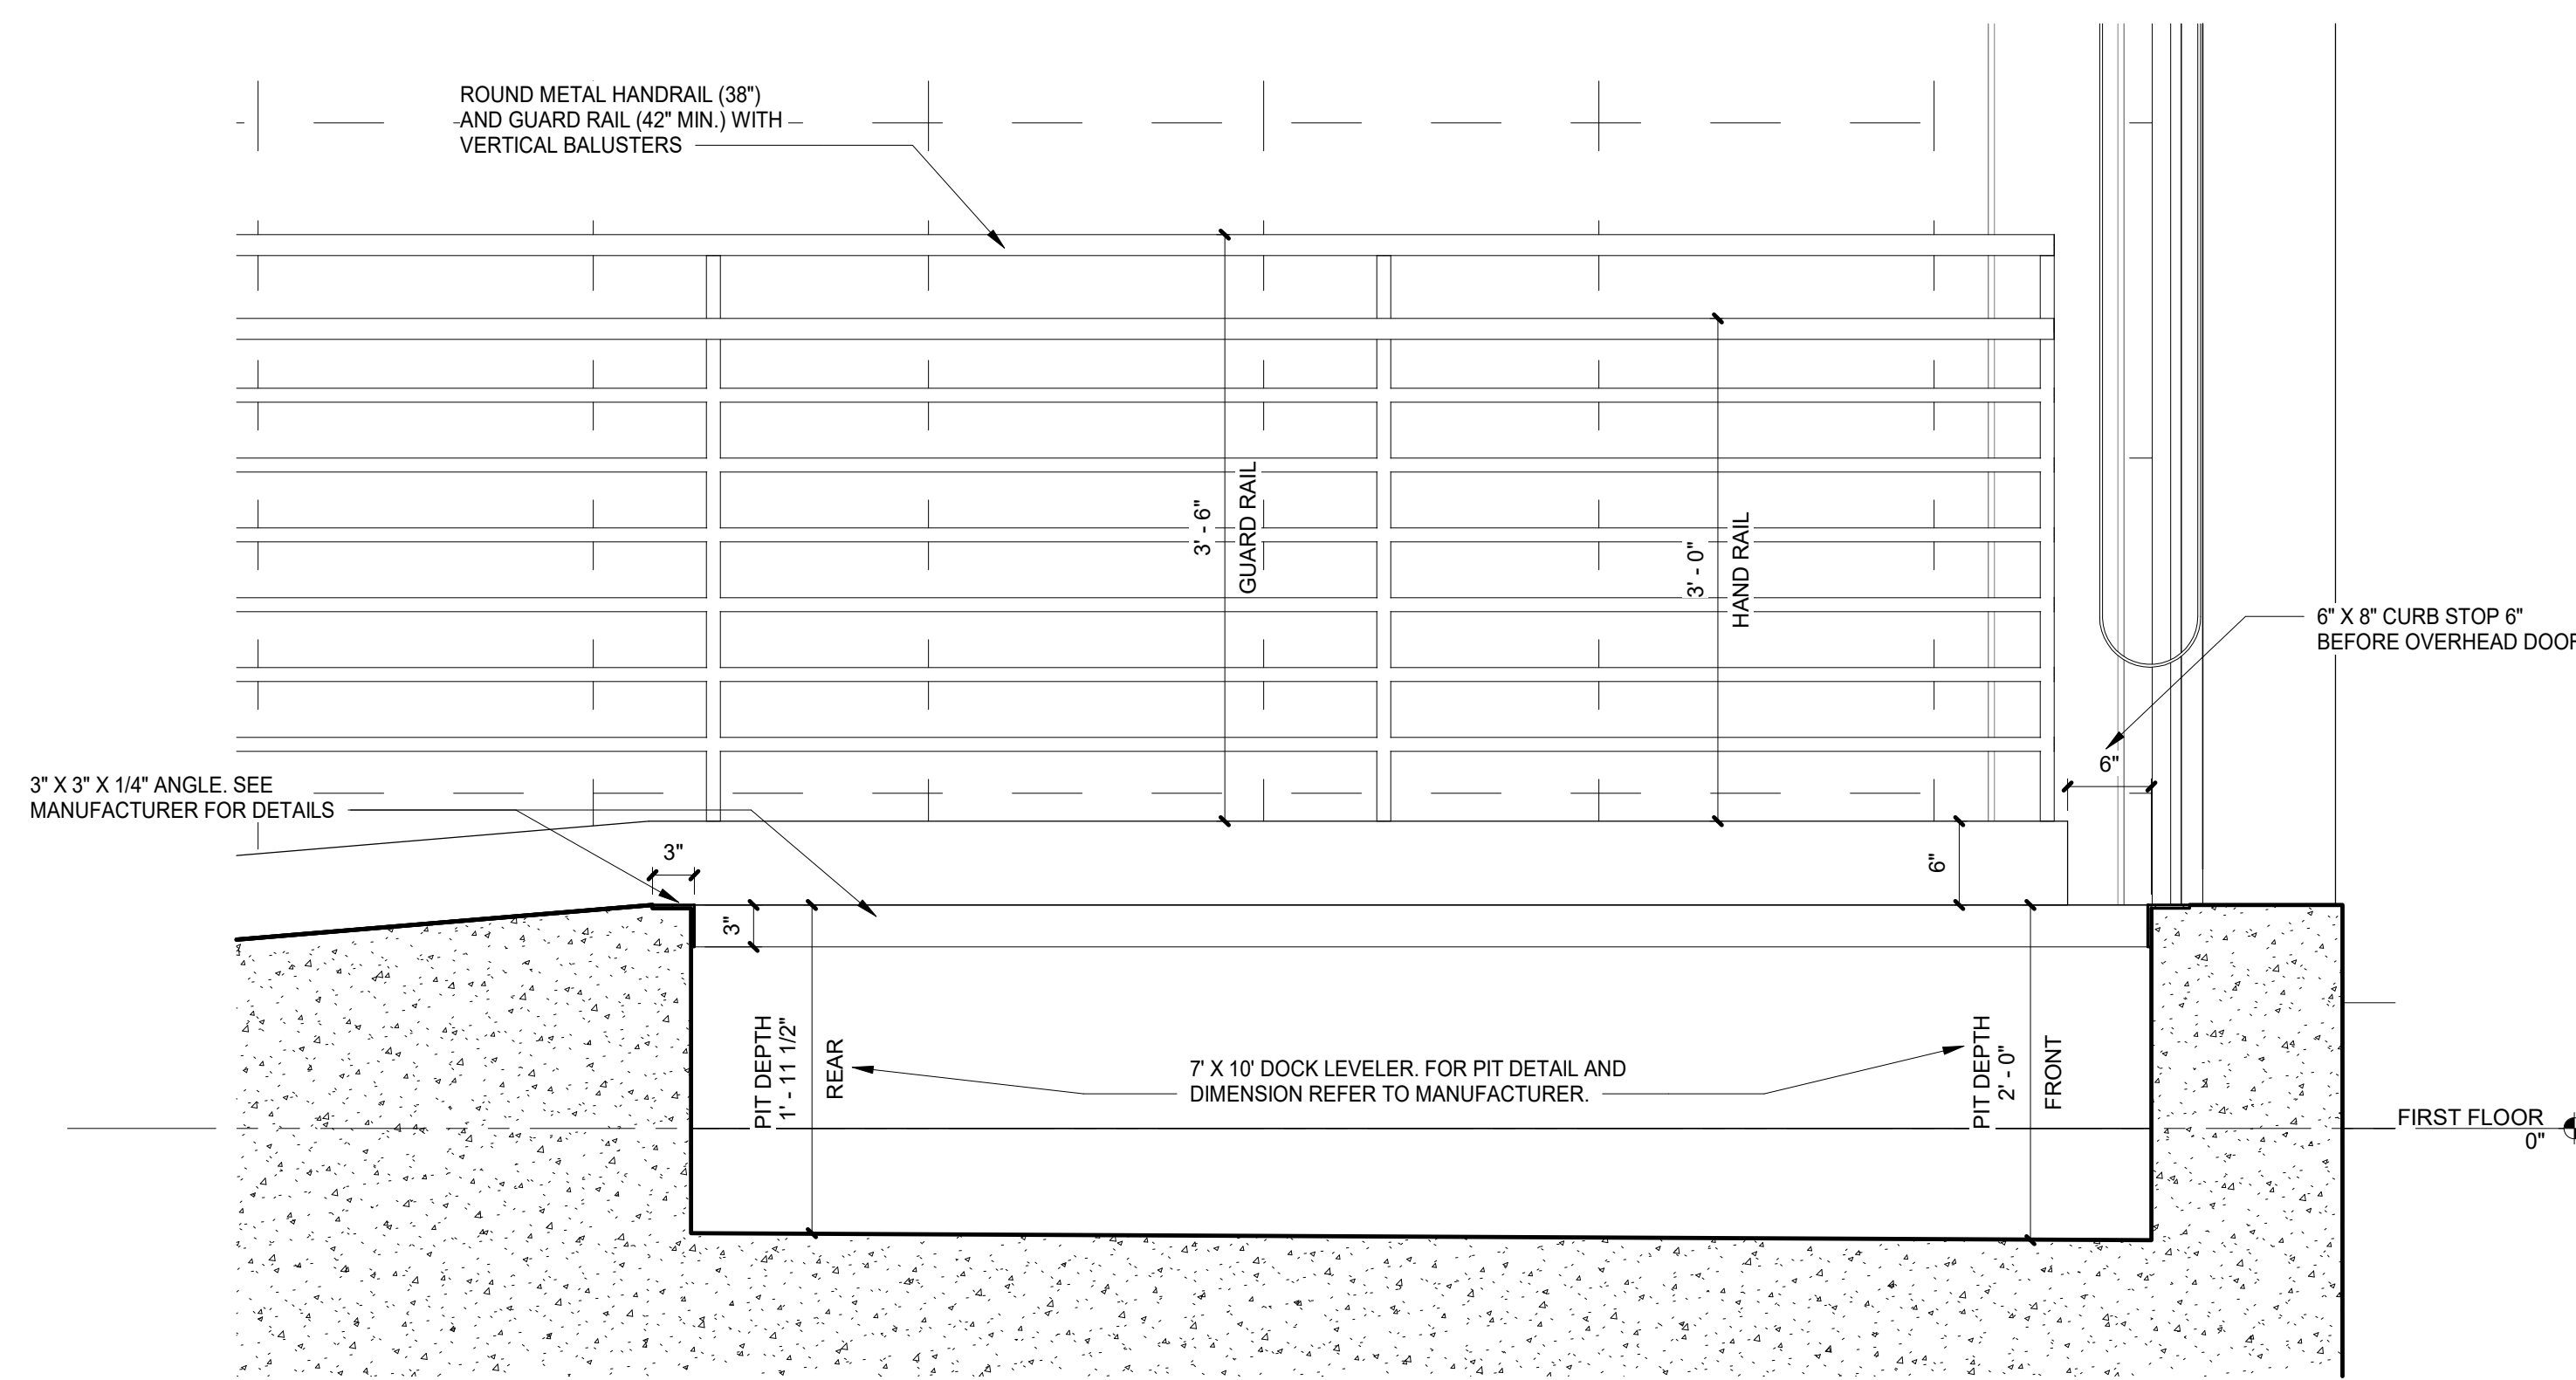 ROUND METAL HANDRAIL (38")
AND GUARD RAIL (42" MIN.) WITH
VERTICAL BALUSTERS
3' - 6"
GUARD RAIL
3' - 0"
HAND RAIL
6" X 8" CURB STOP 6"
BEFORE OVERHEAD DOOR
6"
3" X 3" X 1/4" ANGLE. SEE
MANUFACTURER FOR DETAILS
3"
6"
3"
PIT DEPTH
1' - 11 1/2"
REAR
7' X 10' DOCK LEVELER. FOR PIT DETAIL AND
DIMENSION REFER TO MANUFACTURER.
PIT DEPTH
2' - 0"
FRONT
FIRST FLOOR
0"